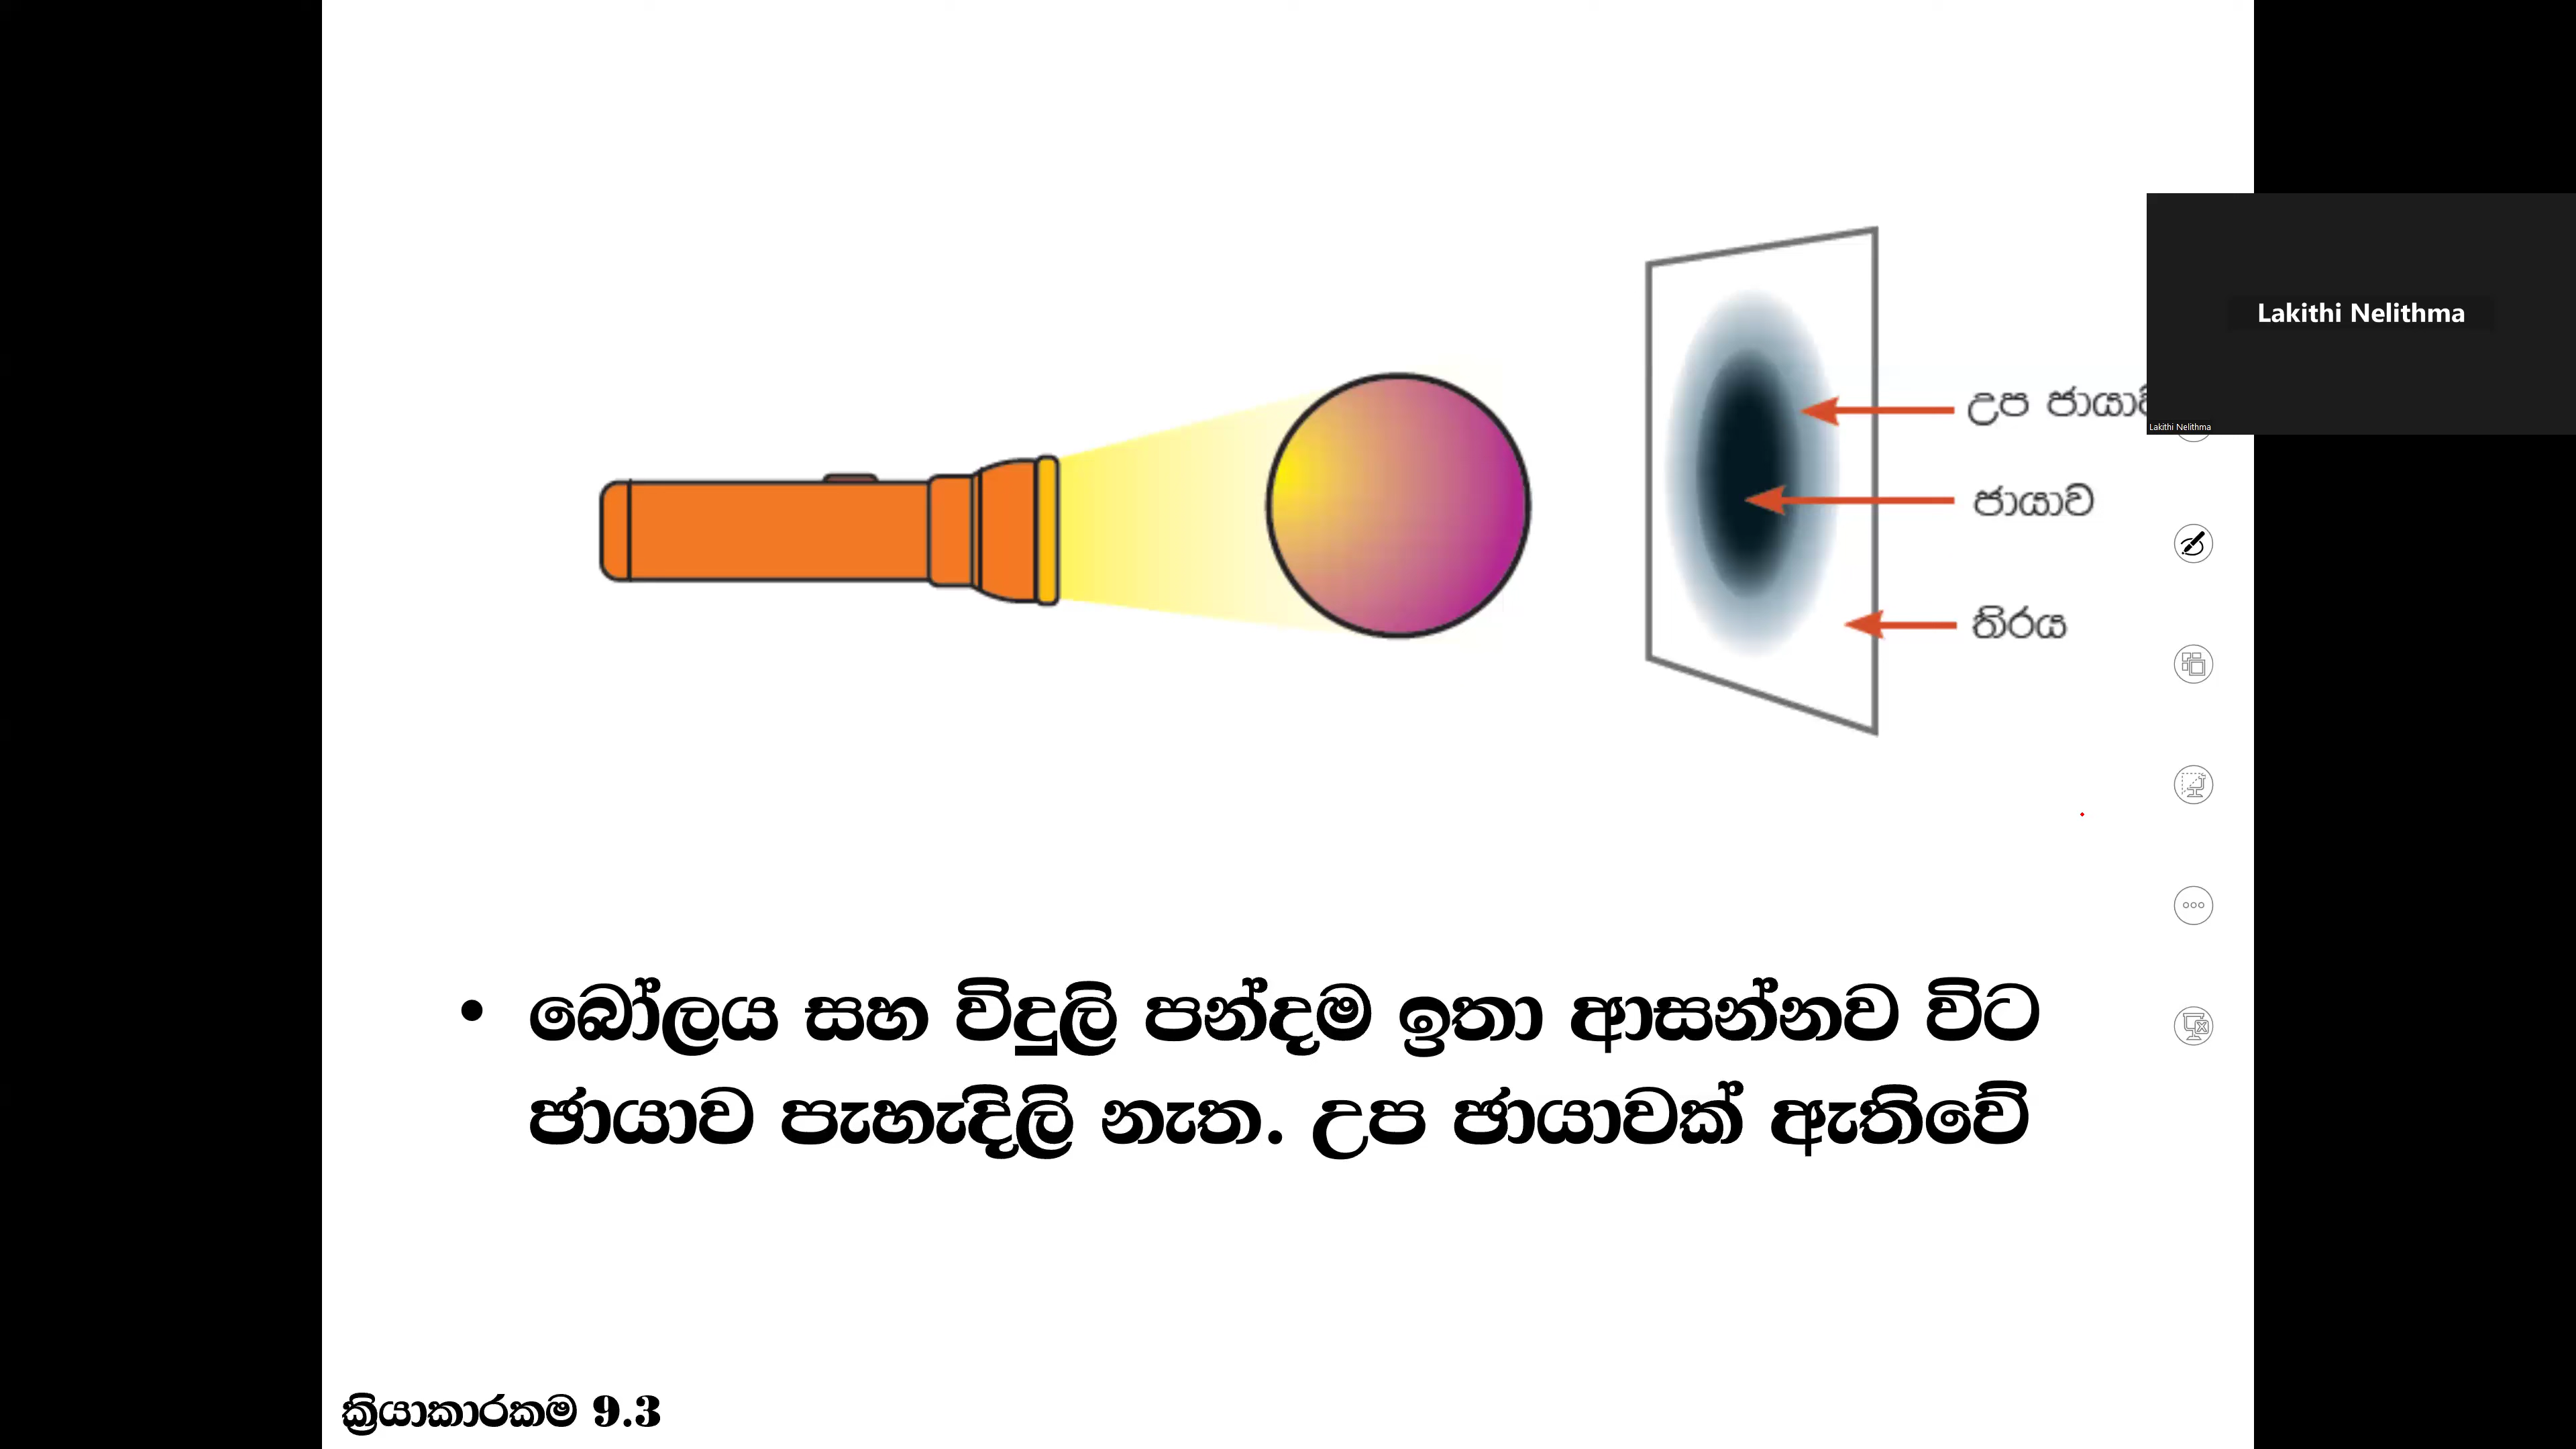 Lakithi Nelithma
Lakithi Nelithma
උප
ජායාව
තිරය
• බෝලය සහ විදුලි පන්දම ඉතා ආසන්නව විට
ඡායාව පැහැදිලි නැත. උප ඡායාවක් ඇතිවේ
ක්‍රියාකාරකම 9.3